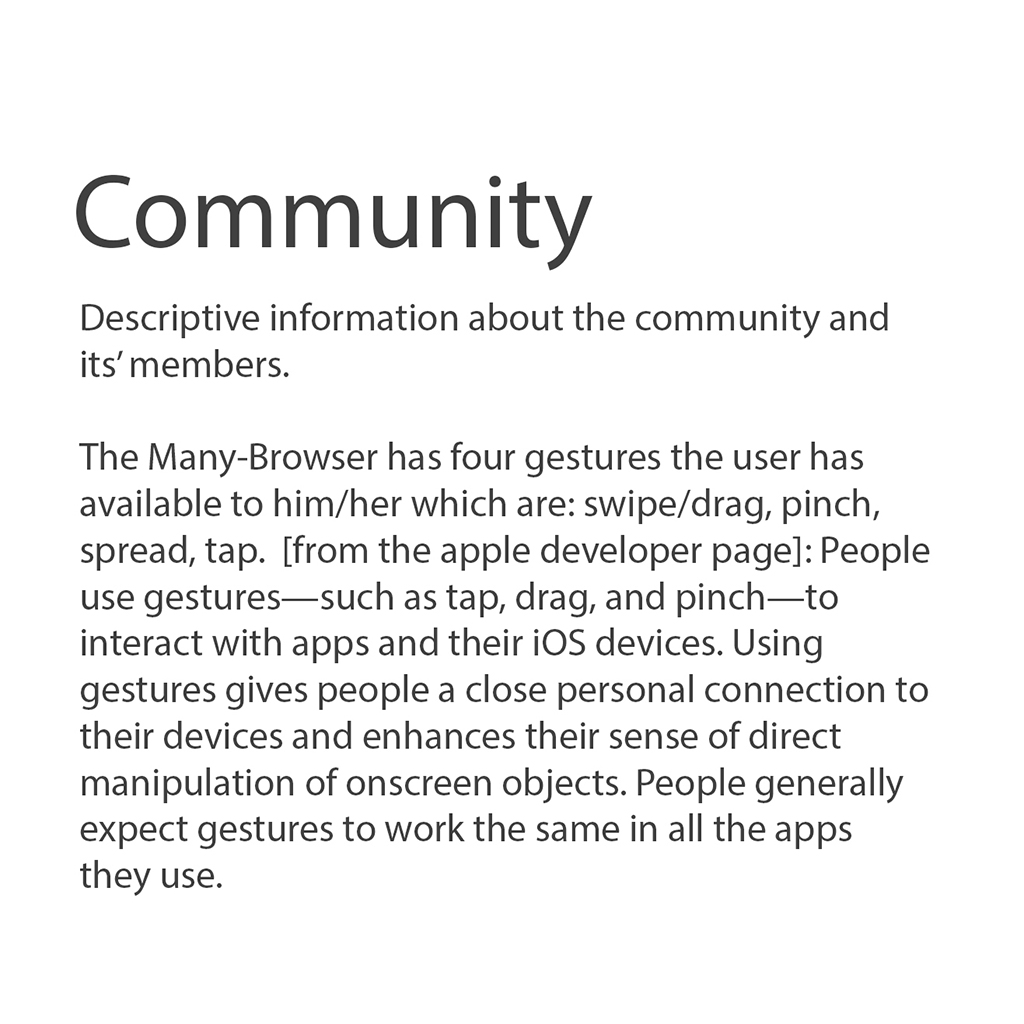 Community
Descriptive information about the community and
its’ members.
The Many-Browser has four gestures the user has
available to him/her which are: swipe/drag, pinch,
spread, tap.  [from the apple developer page]: People
use gestures—such as tap, drag, and pinch—to
interact with apps and their iOS devices. Using
gestures gives people a close personal connection to
their devices and enhances their sense of direct
manipulation of onscreen objects. People generally
expect gestures to work the same in all the apps
they use.